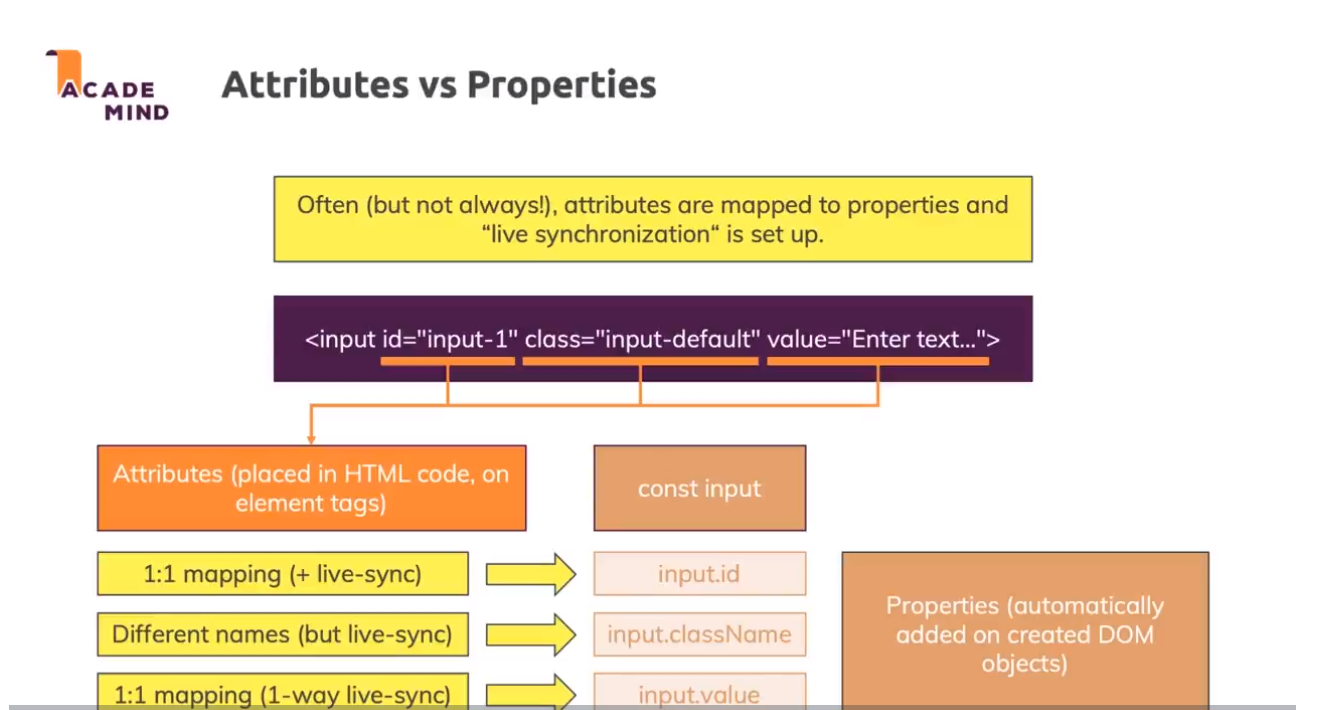 ACADE
MIND
Attributes vs Properties
Often (but not always!), attributes are mapped to properties and
“live synchronization“ is set up.
<input id="input-1" class="input-default" value="Enter text...">
Attributes (placed in HTML code, on
element tags)
const input
1:1 mapping (+ live-sync)
input.id
Different names (but live-sync)
input.className
1:1 mapping (1-way live-sync)
input.value
Properties (automatically
added on created DOM
objects)